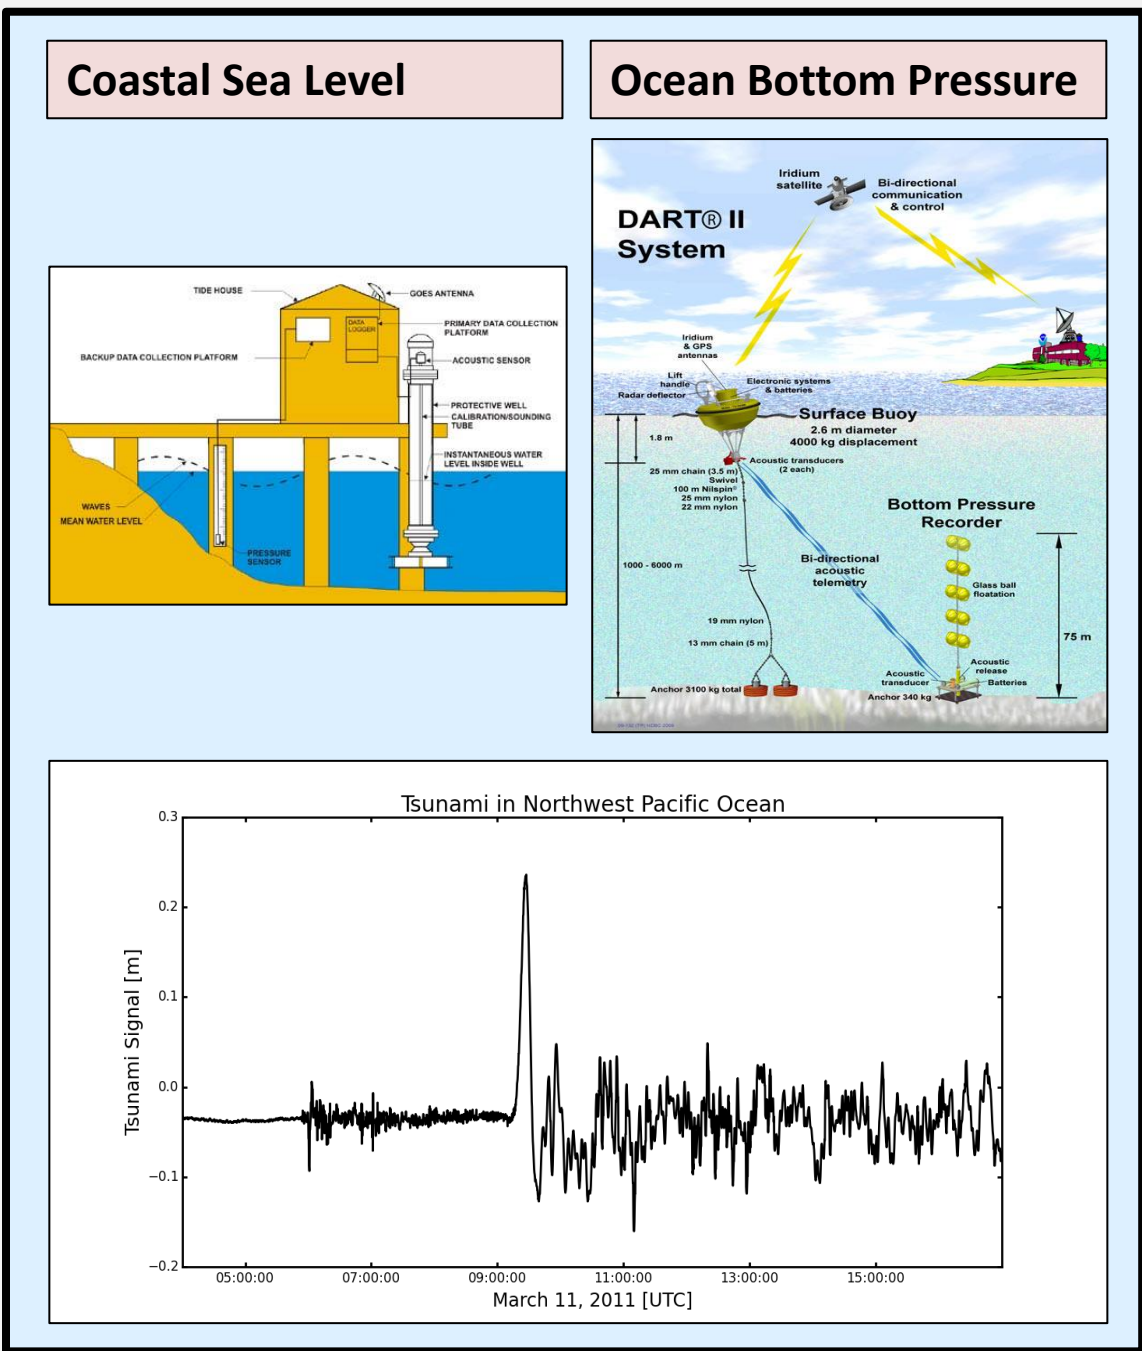 Coastal Sea Level
Ocean Bottom Pressure
TIDE HOUSE
GOES ANTENNA
DATA
LOGGER
PRIMARY DATA COLLECTION
PLATFORM
BACKUP DATA COLLECTION PLATFORM
ACOUSTIC SENSOR
PROTECTIVE WELL
CALIBRATION/SOUNDING
TUBE
INSTANTANEOUS WATER
LEVEL INSIDE WELL
WAVES
MEAN WATER LEVEL
PRESSURE
SENSOR
DART® II
System
Iridium
satellite
Bi-directional
communication
& control
Iridium
& GPS
antennas
Lift
handle
Radar deflector
Electronic systems
& batteries
Surface Buoy
2.6 m diameter
4000 kg displacement
1.8 m
Acoustic transducers
(2 each)
25 mm chain (3.5 m)
Swivel
100 m Nilspin®
25 mm nylon
22 mm nylon
Bottom Pressure
Recorder
Bi-directional
acoustic
telemetry
1000 - 6000 m
Glass ball
floatation
19 mm nylon
75 m
13 mm chain (5 m)
Acoustic
release
Acoustic
transducer
Batteries
Anchor 3100 kg total
Anchor 340 kg
Tsunami in Northwest Pacific Ocean
0.3
0.2
0.1
0.0
−0.1
−0.2
Tsunami Signal [m]
05:00:00 07:00:00 09:00:00 11:00:00 13:00:00 15:00:00
March 11, 2011 [UTC]